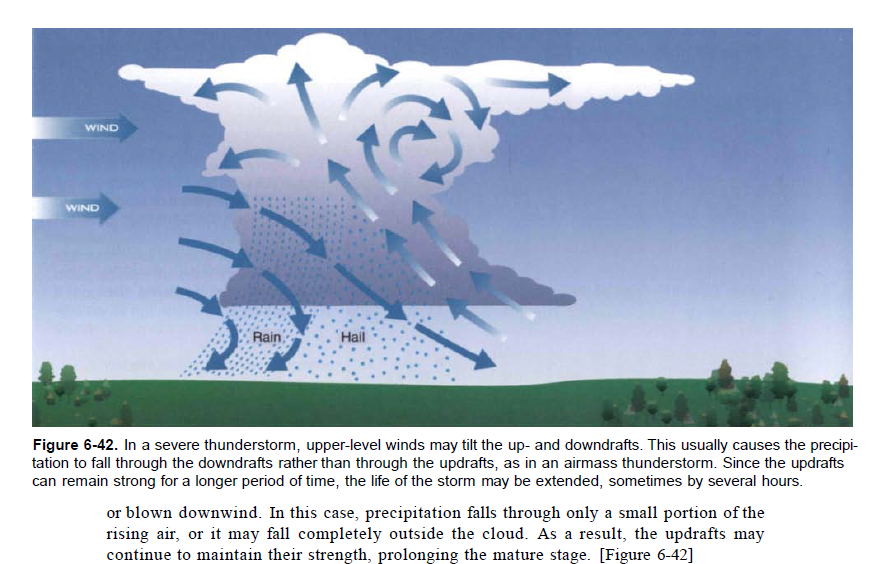 WIND
WIND
Rain
Hail
Figure 6-42. In a severe thunderstorm, upper-level winds may tilt the up- and downdrafts. This usually causes the precipi-
tation to fall through the downdrafts rather than through the updrafts, as in an airmass thunderstorm. Since the updrafts
can remain strong for a longer period of time, the life of the storm may be extended, sometimes by several hours.
or blown downwind. In this case, precipitation falls through only a small portion of the
rising air, or it may fall completely outside the cloud. As a result, the updrafts may
continue to maintain their strength, prolonging the mature stage. [Figure 6-42]